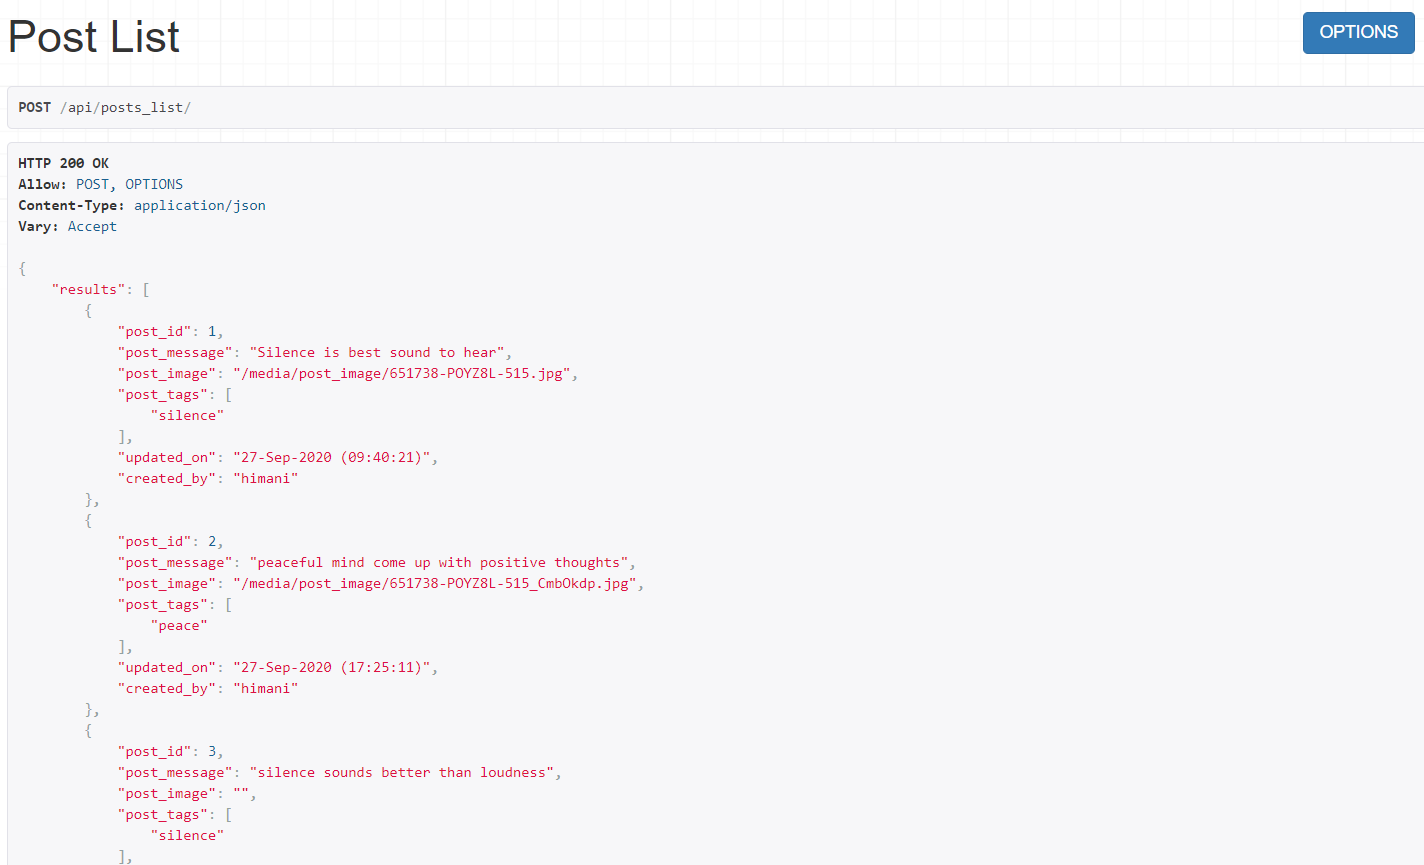 Post List
OPTIONS
POST /api/posts_list/
HTTP 200 OK
Allow: POST, OPTIONS
Content-Type: application/json
Vary: Accept
{
    "results": [
        {
            "post_id": 1,
            "post_message": "Silence is best sound to hear",
            "post_image": "/media/post_image/651738-POYZ8L-515.jpg",
            "post_tags": [
                "silence"
            ],
            "updated_on": "27-Sep-2020 (09:40:21)",
            "created_by": "himani"
        },
        {
            "post_id": 2,
            "post_message": "peaceful mind come up with positive thoughts",
            "post_image": "/media/post_image/651738-POYZ8L-515_CmbOkdp.jpg",
            "post_tags": [
                "peace"
            ],
            "updated_on": "27-Sep-2020 (17:25:11)",
            "created_by": "himani"
        },
        {
            "post_id": 3,
            "post_message": "silence sounds better than loudness",
            "post_image": "",
            "post_tags": [
                "silence"
            ],